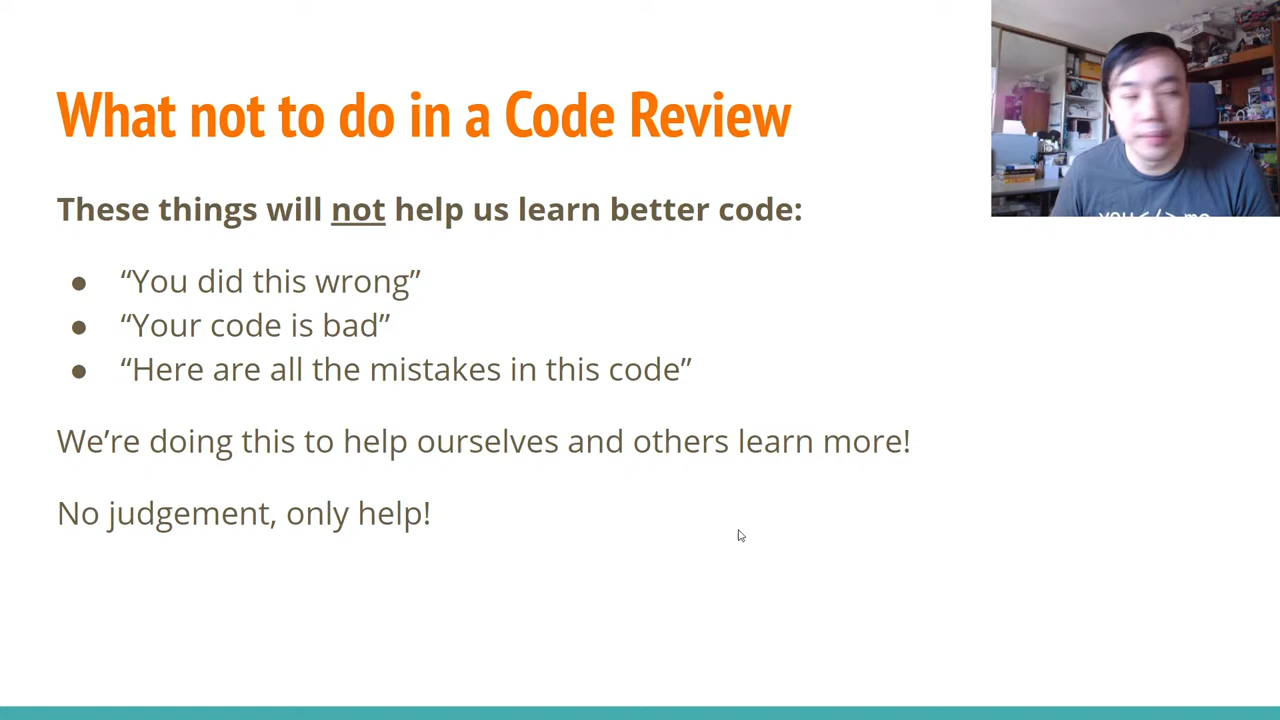 What not to do in a Code Review
These things will not help us learn better code:
● “You did this wrong”
● “Your code is bad”
● “Here are all the mistakes in this code”
We’re doing this to help ourselves and others learn more!
No judgement, only help!
you </> me